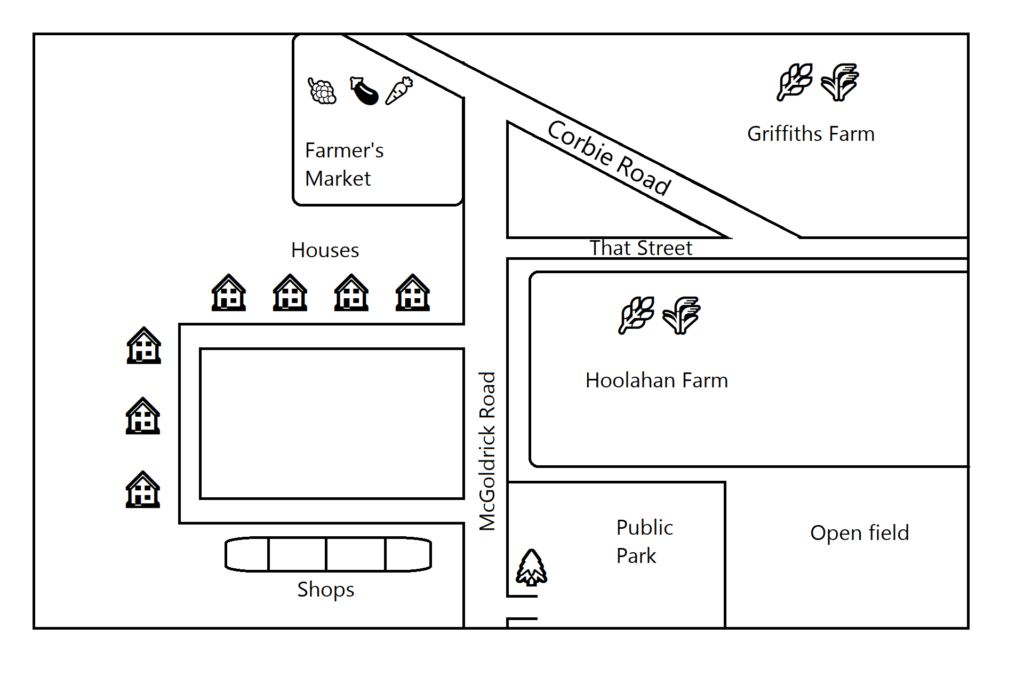 Farmer's
Market
Corbie Road
Griffiths Farm
Houses
That Street
Hoolahan Farm
McGoldrick Road
Public
Park
Open field
Shops